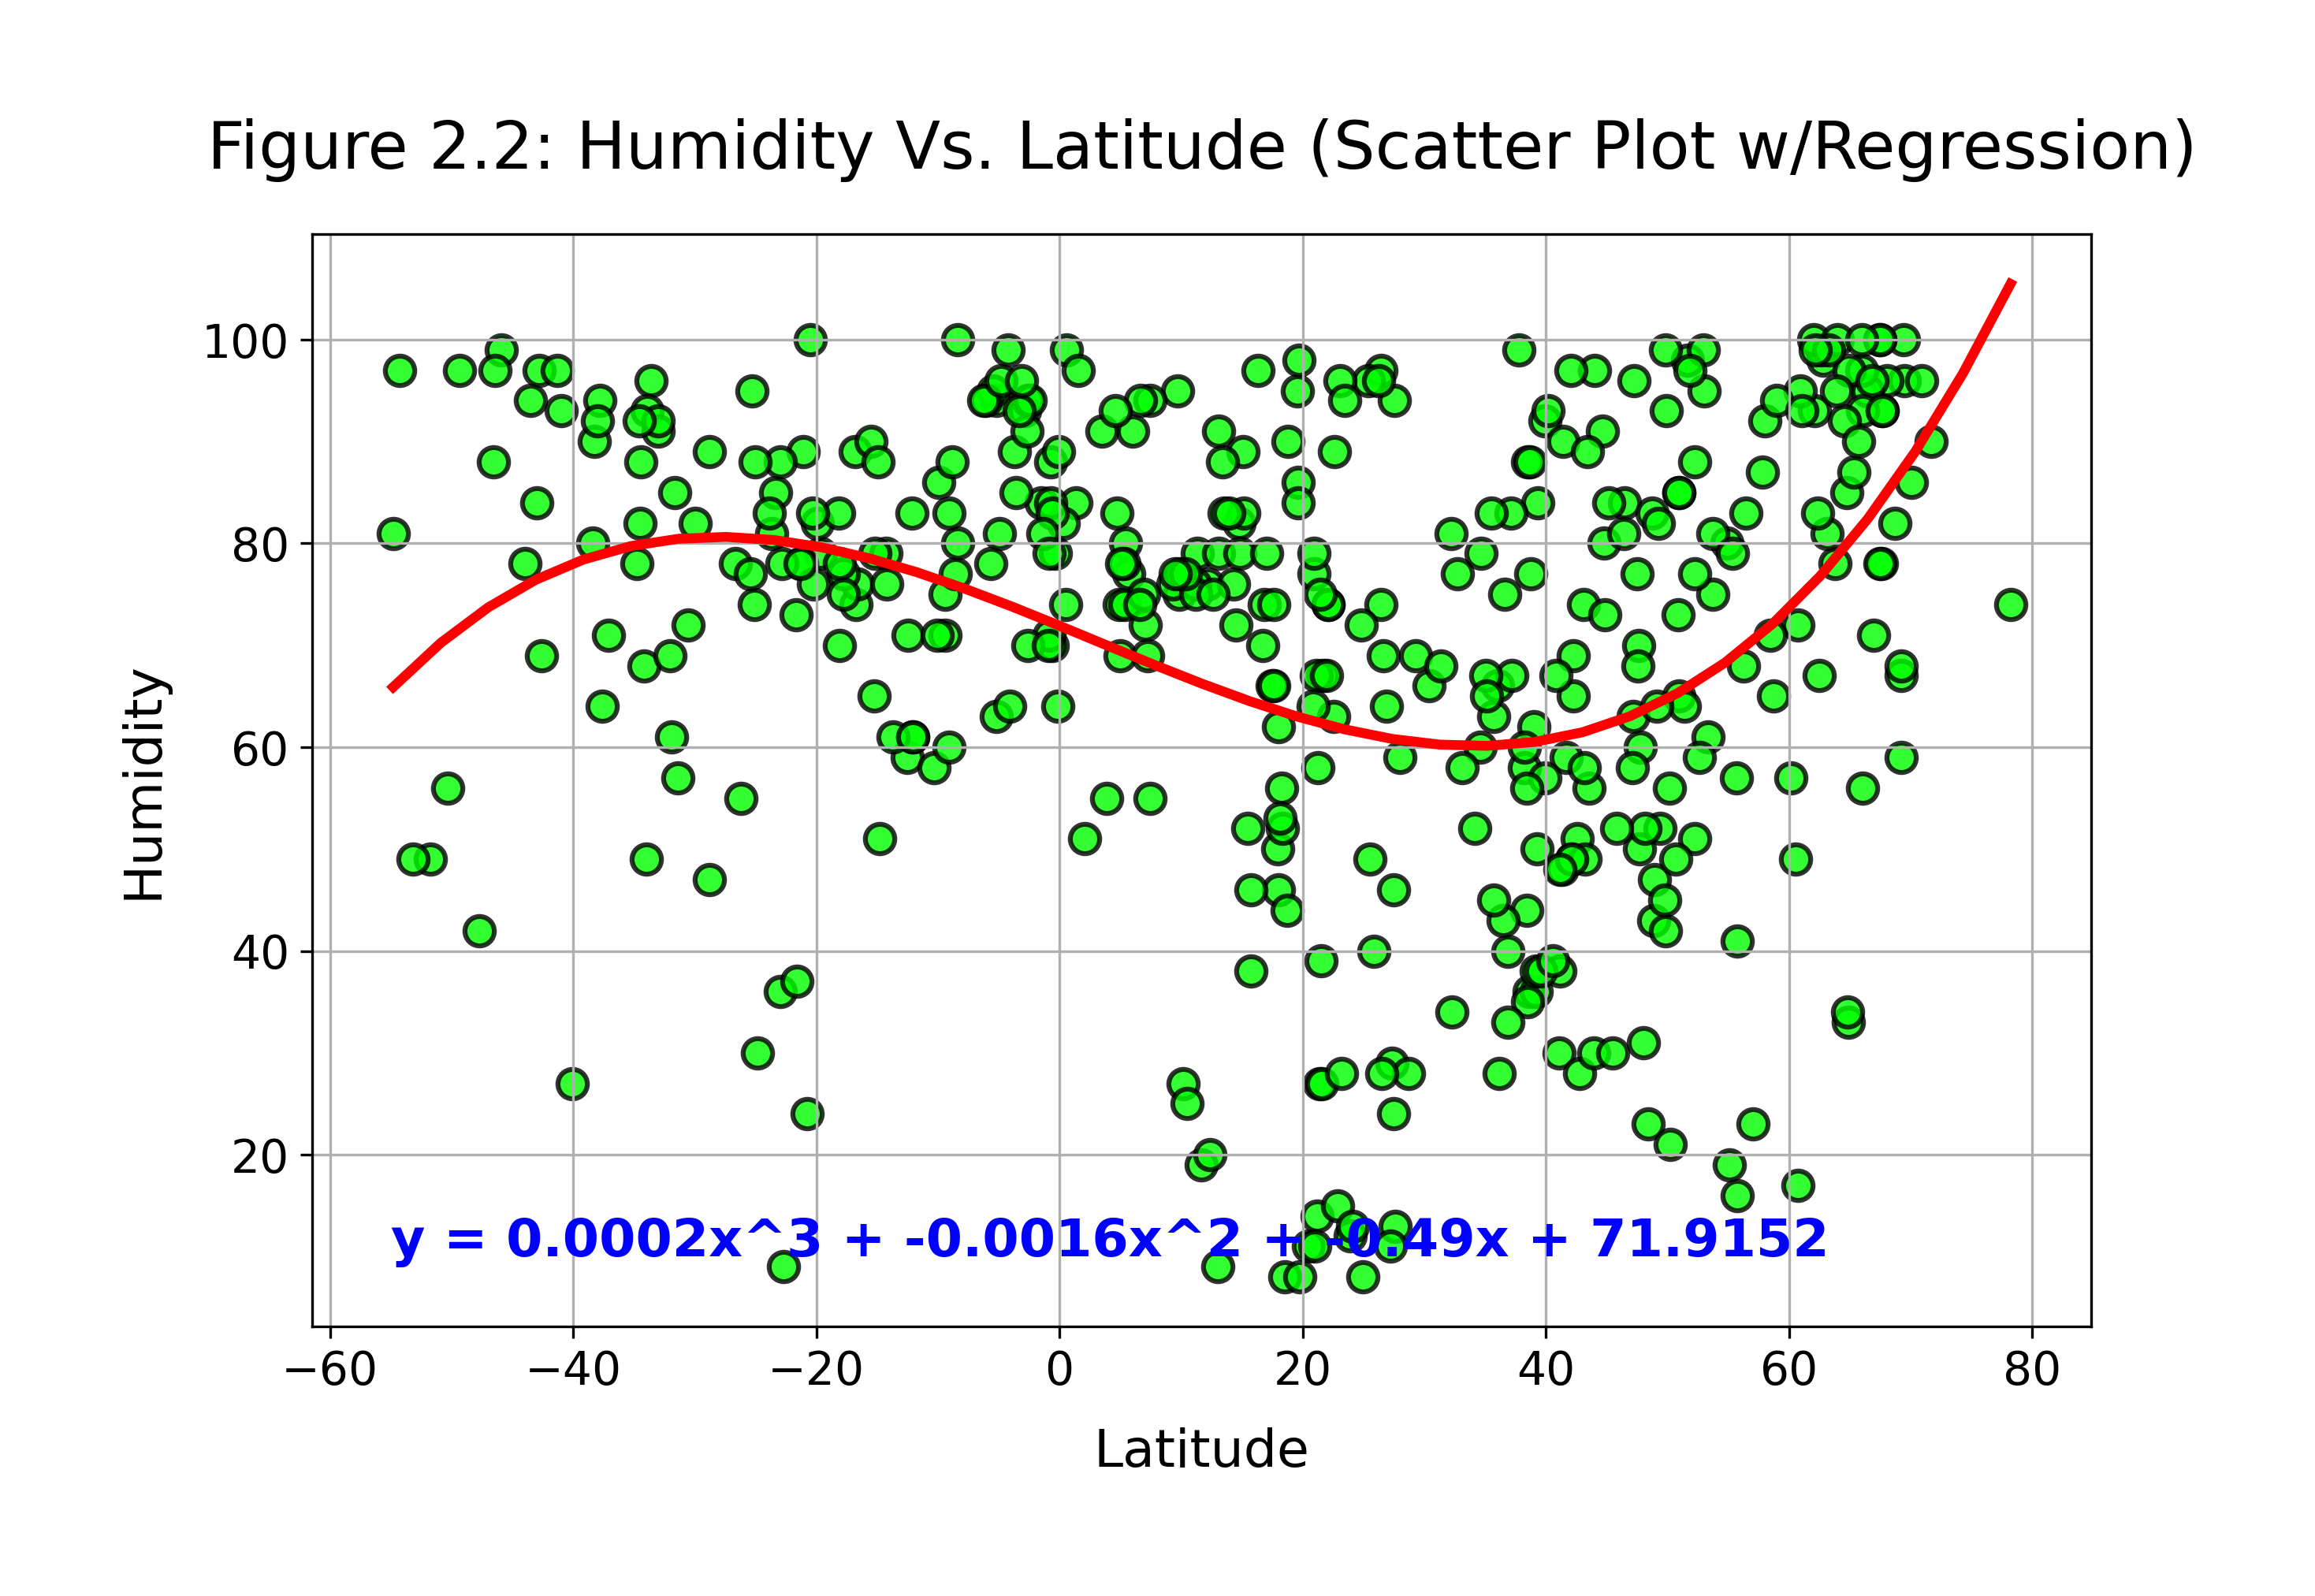 Figure 2.2: Humidity Vs. Latitude (Scatter Plot w/Regression)
Humidity
100
80
60
40
20
y = 0.0002x^3 + -0.0016x^2 + -0.49x + 71.9152
−60 −40 −20 0 20 40 60 80
Latitude